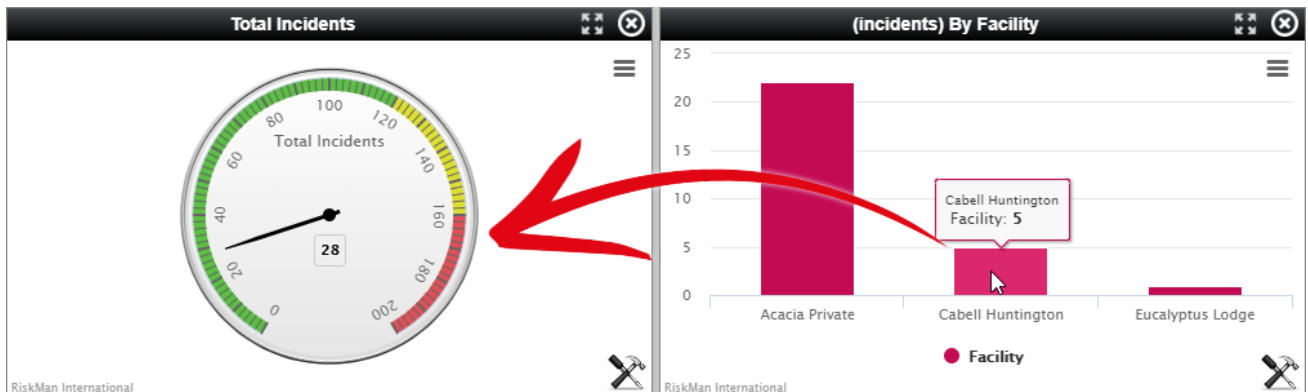 Total Incidents
(incidents) By Facility
0
20
40
60
80
100
120
140
160
180
200
Total Incidents
28
RiskMan International
25
20
15
10
5
0
Cabell Huntington
Facility: 5
Acacia Private
Cabell Huntington
Eucalyptus Lodge
Facility
RiskMan International